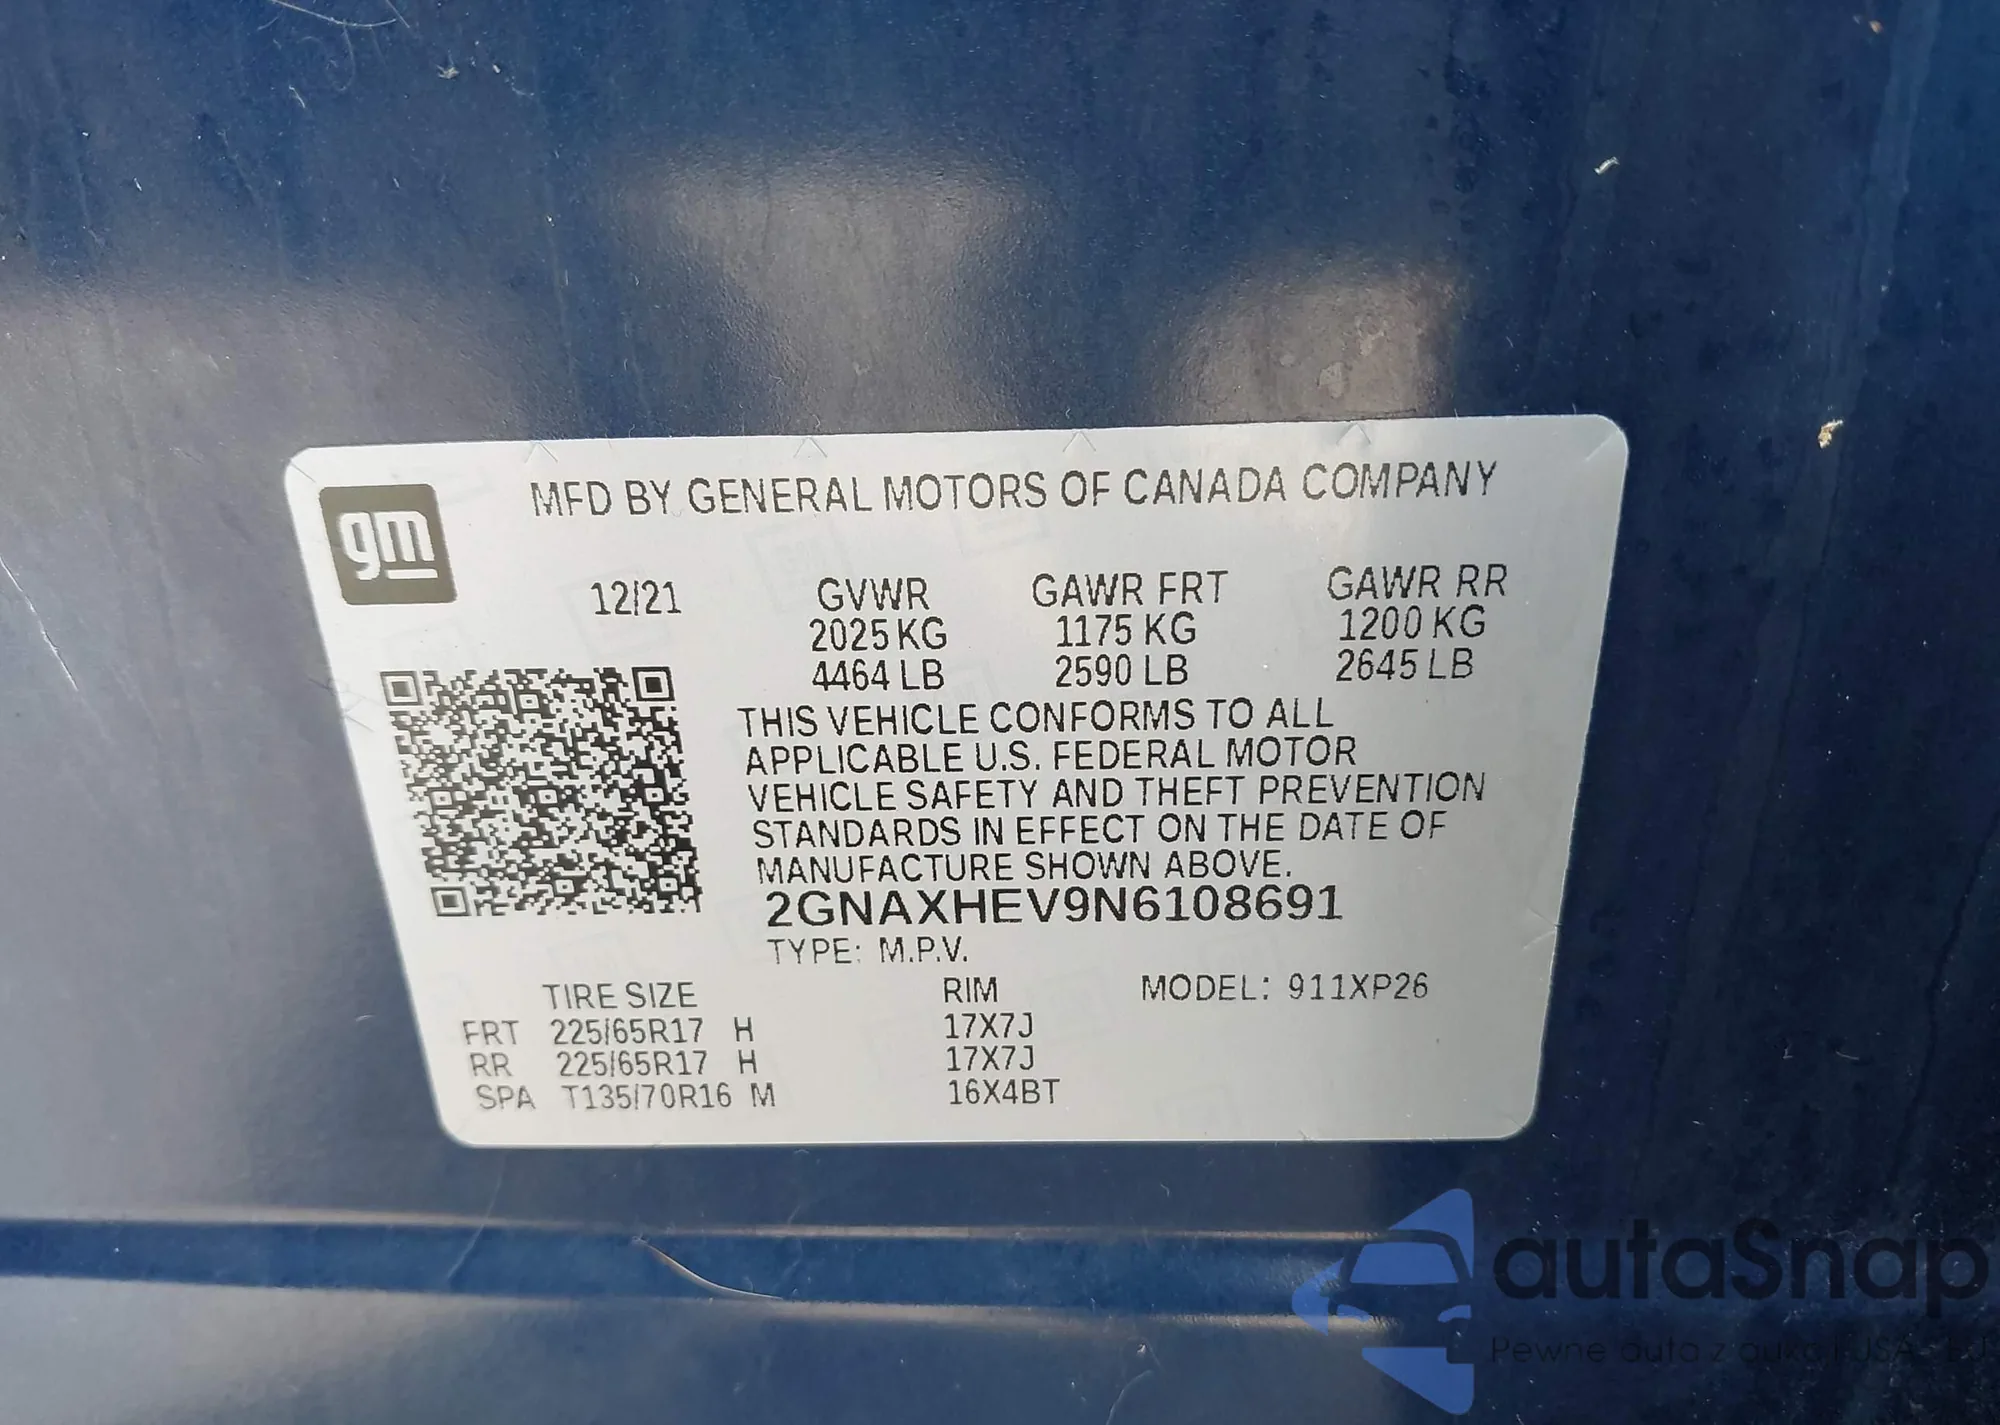 MFD BY GENERAL MOTORS OF CANADA COMPANY
gm
12/21 GVWR GAWR FRT GAWR RR
2025 KG 1175 KG 1200 KG
4464 LB 2590 LB 2645 LB
THIS VEHICLE CONFORMS TO ALL
APPLICABLE U.S. FEDERAL MOTOR
VEHICLE SAFETY AND THEFT PREVENTION
STANDARDS IN EFFECT ON THE DATE OF
MANUFACTURE SHOWN ABOVE.
2GNAXHEV9N6108691
TYPE: M.P.V.
TIRE SIZE RIM MODEL: 911XP26
FRT 225/65R17 H 17X7J
RR 225/65R17 H 17X7J
SPA T135/70R16 M 16X4BT
autaSnap
Pewne auta z